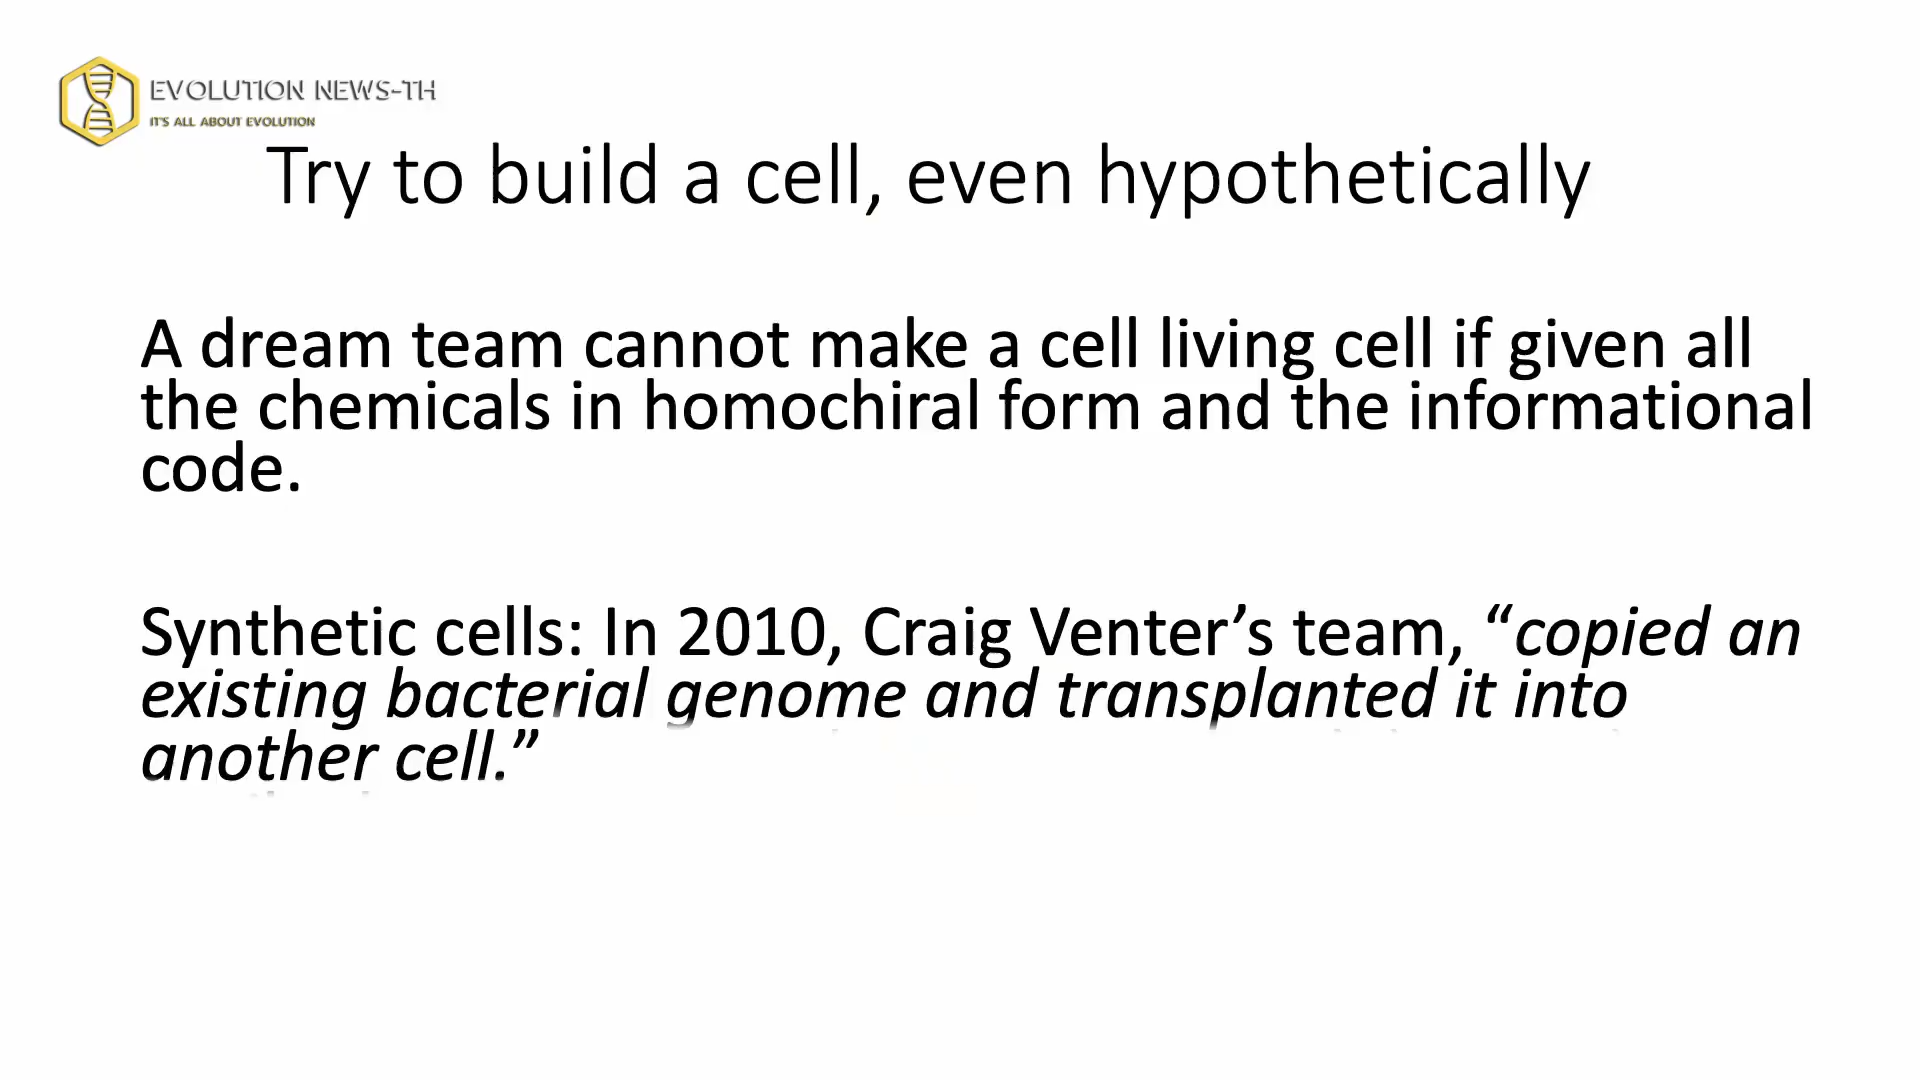 EVOLUTION NEWS-TH
IT'S ALL ABOUT EVOLUTION
Try to build a cell, even hypothetically
A dream team cannot make a cell living cell if given all
the chemicals in homochiral form and the informational
code.
Synthetic cells: In 2010, Craig Venter’s team, “copied an
existing bacterial genome and transplanted it into
another cell.”